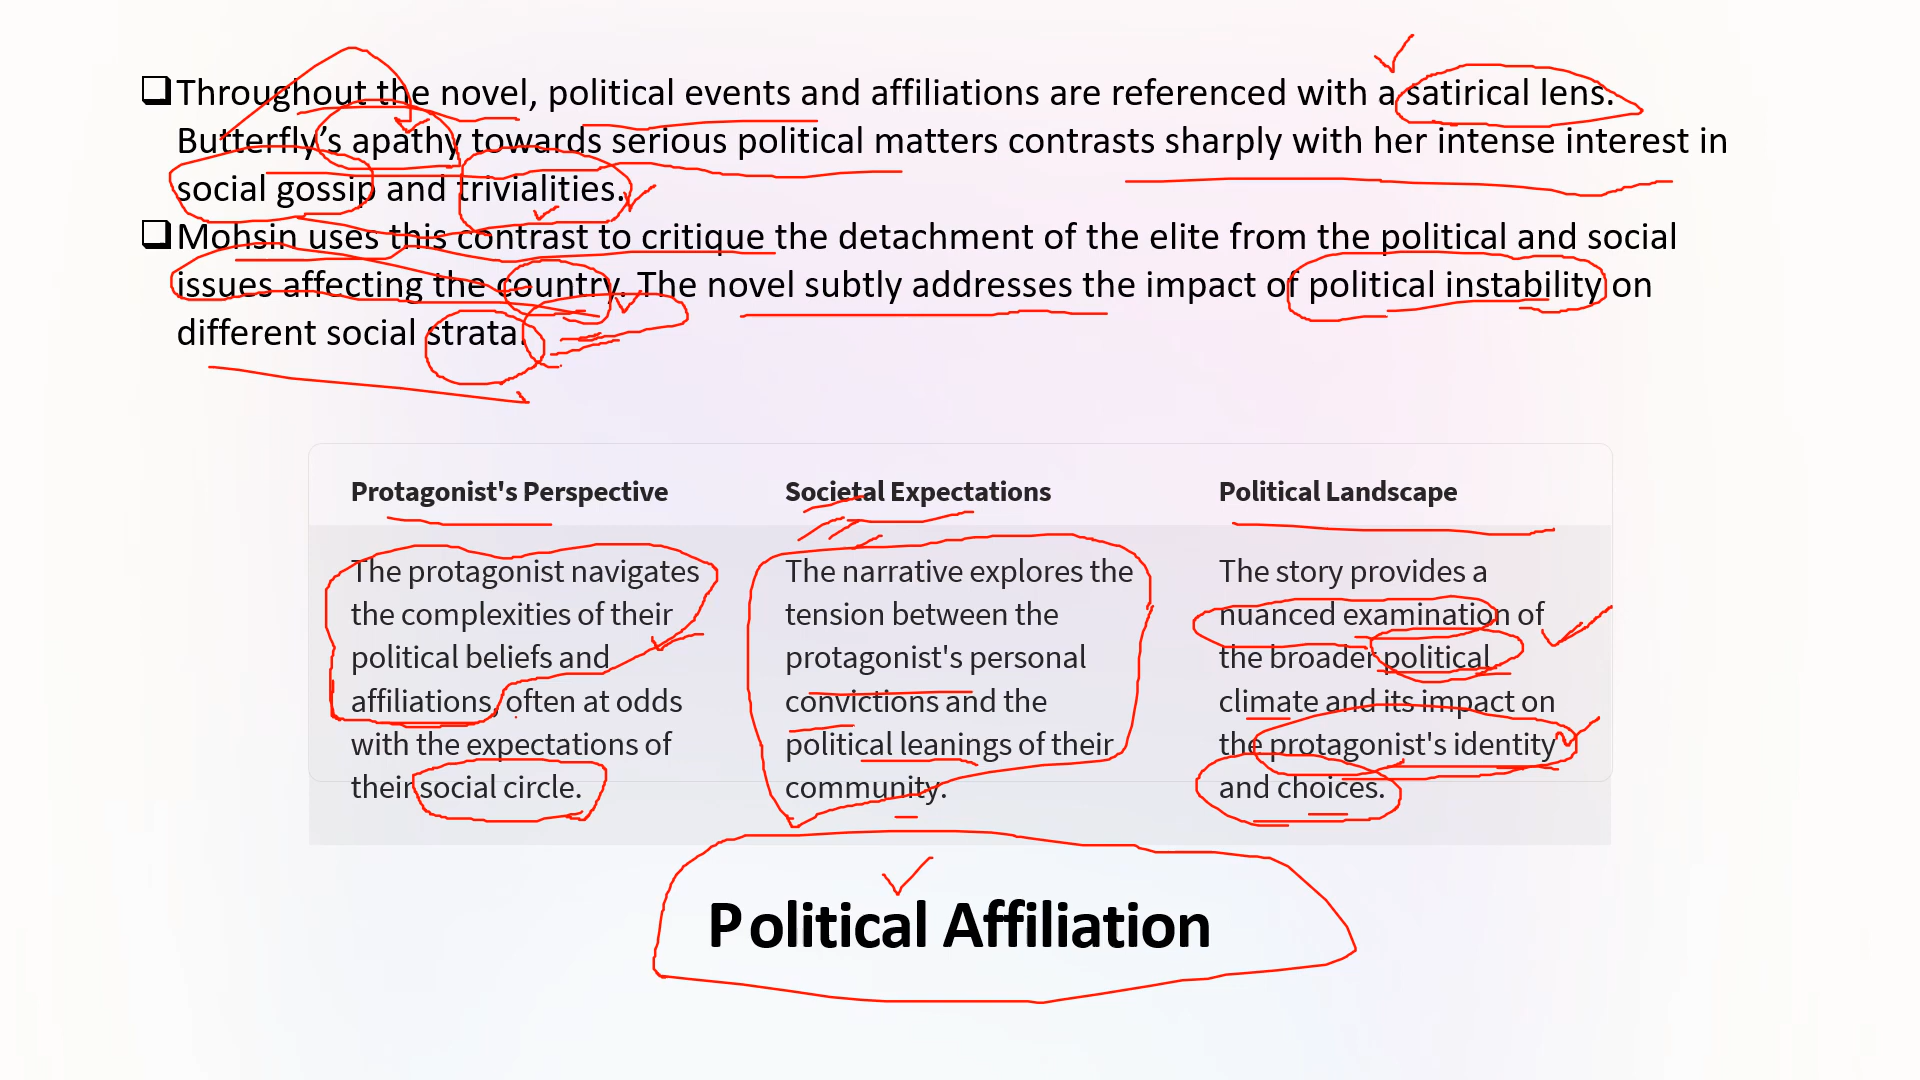 Throughout the novel, political events and affiliations are referenced with a satirical lens.
Butterfly’s apathy towards serious political matters contrasts sharply with her intense interest in
social gossip and trivialities.
Mohsin uses this contrast to critique the detachment of the elite from the political and social
issues affecting the country. The novel subtly addresses the impact of political instability on
different social strata.
Protagonist's Perspective
The protagonist navigates
the complexities of their
political beliefs and
affiliations, often at odds
with the expectations of
their social circle.
Societal Expectations
The narrative explores the
tension between the
protagonist's personal
convictions and the
political leanings of their
community.
Political Landscape
The story provides a
nuanced examination of
the broader political
climate and its impact on
the protagonist's identity
and choices.
Political Affiliation